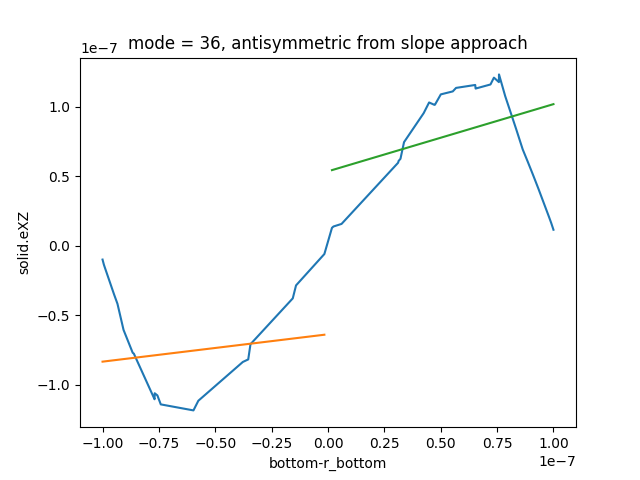 mode = 36, antisymmetric from slope approach
1e−7
1.0
0.5
0.0
−0.5
−1.0
solid.eXZ
−1.00 −0.75 −0.50 −0.25 0.00 0.25 0.50 0.75 1.00
bottom-r_bottom
1e−7